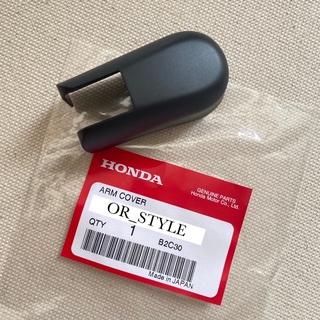 HONDA
GENUINE PARTS
Honda Motor Co., Ltd.
ARM COVER
OR_STYLE
QTY 1 B2C30
Made in JAPAN